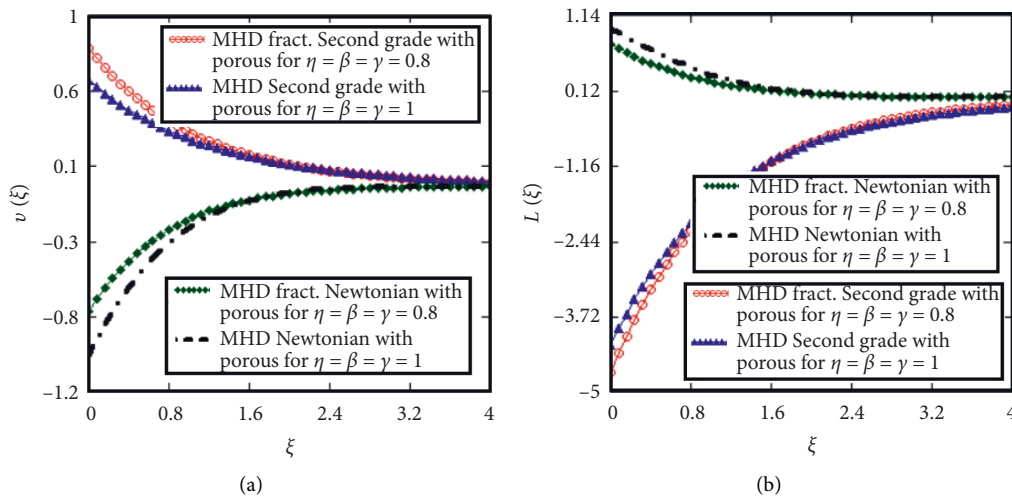 1
0.6
0.1
−0.3
−0.8
−1.2
υ (ξ)
MHD fract. Second grade with
porous for η = β = γ = 0.8
MHD Second grade with
porous for η = β = γ = 1
MHD fract. Newtonian with
porous for η = β = γ = 0.8
MHD Newtonian with
porous for η = β = γ = 1
0 0.8 1.6 2.4 3.2 4
ξ
(a)
1.14
0.12
−1.16
−2.44
−3.72
−5
L (ξ)
MHD fract. Newtonian with
porous for η = β = γ = 0.8
MHD Newtonian with
porous for η = β = γ = 1
MHD fract. Second grade with
porous for η = β = γ = 0.8
MHD Second grade with
porous for η = β = γ = 1
0 0.8 1.6 2.4 3.2 4
ξ
(b)